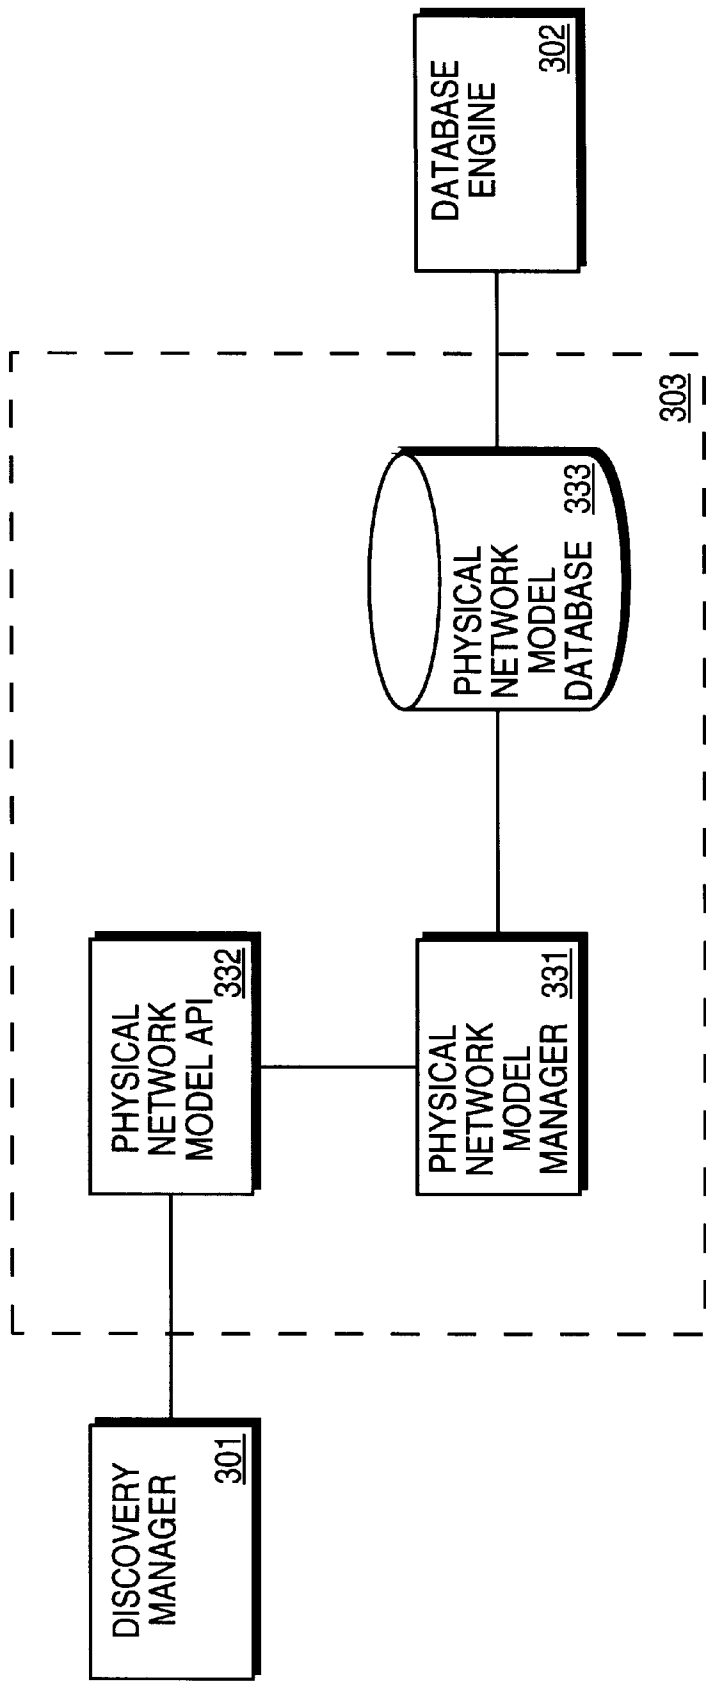 DISCOVERY
MANAGER
301
PHYSICAL
NETWORK
MODEL API
332
PHYSICAL
NETWORK
MODEL
MANAGER
331
PHYSICAL
NETWORK
MODEL
DATABASE
333
303
DATABASE
ENGINE
302